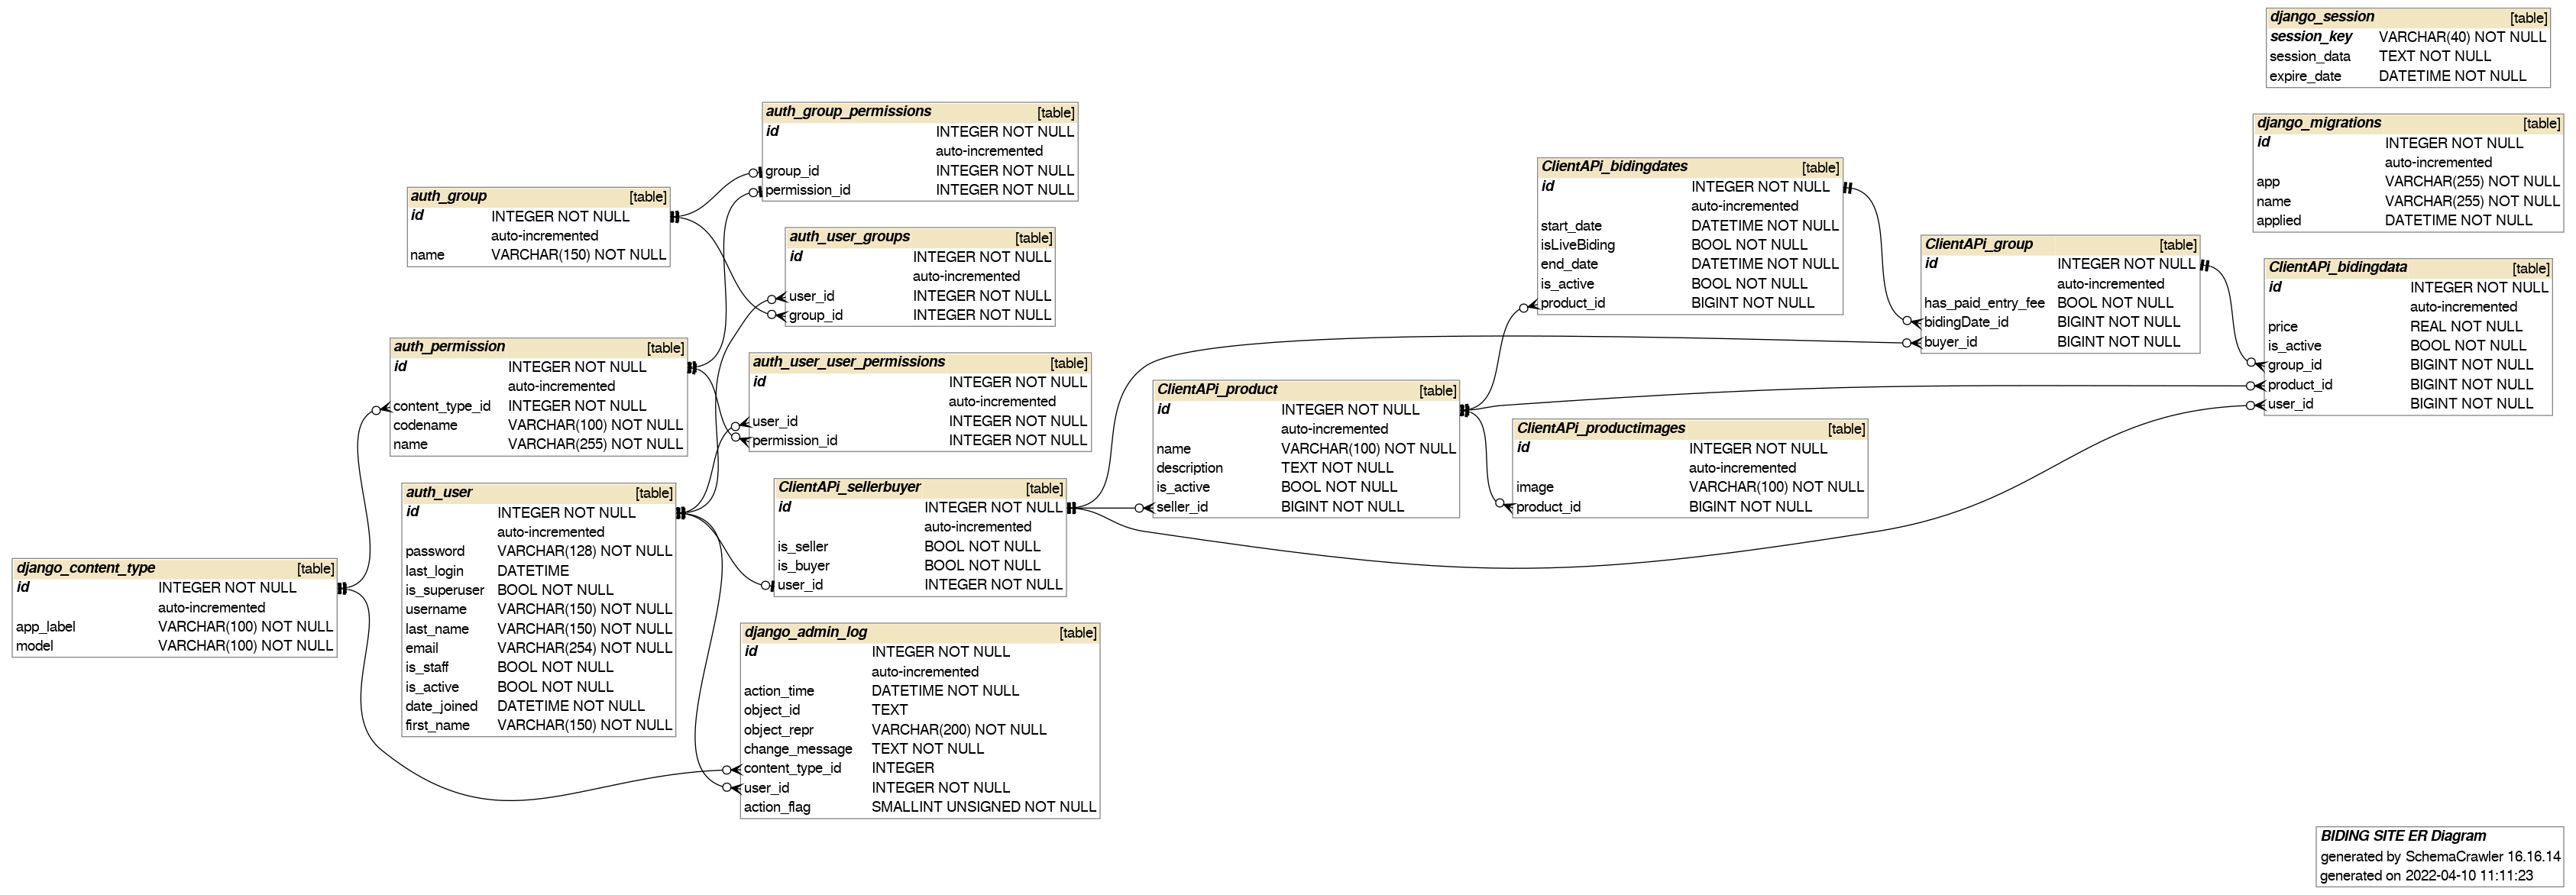 django_session [table]
session_key VARCHAR(40) NOT NULL
session_data TEXT NOT NULL
expire_date DATETIME NOT NULL
django_migrations [table]
id INTEGER NOT NULL
auto-incremented
app VARCHAR(255) NOT NULL
name VARCHAR(255) NOT NULL
applied DATETIME NOT NULL
auth_group_permissions [table]
id INTEGER NOT NULL
auto-incremented
group_id INTEGER NOT NULL
permission_id INTEGER NOT NULL
auth_group [table]
id INTEGER NOT NULL
auto-incremented
name VARCHAR(150) NOT NULL
auth_user_groups [table]
id INTEGER NOT NULL
auto-incremented
user_id INTEGER NOT NULL
group_id INTEGER NOT NULL
auth_permission [table]
id INTEGER NOT NULL
auto-incremented
content_type_id INTEGER NOT NULL
codename VARCHAR(100) NOT NULL
name VARCHAR(255) NOT NULL
auth_user_user_permissions [table]
id INTEGER NOT NULL
auto-incremented
user_id INTEGER NOT NULL
permission_id INTEGER NOT NULL
auth_user [table]
id INTEGER NOT NULL
auto-incremented
password VARCHAR(128) NOT NULL
last_login DATETIME
is_superuser BOOL NOT NULL
username VARCHAR(150) NOT NULL
last_name VARCHAR(150) NOT NULL
email VARCHAR(254) NOT NULL
is_staff BOOL NOT NULL
is_active BOOL NOT NULL
date_joined DATETIME NOT NULL
first_name VARCHAR(150) NOT NULL
django_content_type [table]
id INTEGER NOT NULL
auto-incremented
app_label VARCHAR(100) NOT NULL
model VARCHAR(100) NOT NULL
ClientAPi_sellerbuyer [table]
id INTEGER NOT NULL
auto-incremented
is_seller BOOL NOT NULL
is_buyer BOOL NOT NULL
user_id INTEGER NOT NULL
django_admin_log [table]
id INTEGER NOT NULL
auto-incremented
action_time DATETIME NOT NULL
object_id TEXT
object_repr VARCHAR(200) NOT NULL
change_message TEXT NOT NULL
content_type_id INTEGER
user_id INTEGER NOT NULL
action_flag SMALLINT UNSIGNED NOT NULL
ClientAPi_product [table]
id INTEGER NOT NULL
auto-incremented
name VARCHAR(100) NOT NULL
description TEXT NOT NULL
is_active BOOL NOT NULL
seller_id BIGINT NOT NULL
ClientAPi_bidingdates [table]
id INTEGER NOT NULL
auto-incremented
start_date DATETIME NOT NULL
isLiveBiding BOOL NOT NULL
end_date DATETIME NOT NULL
is_active BOOL NOT NULL
product_id BIGINT NOT NULL
ClientAPi_productimages [table]
id INTEGER NOT NULL
auto-incremented
image VARCHAR(100) NOT NULL
product_id BIGINT NOT NULL
ClientAPi_group [table]
id INTEGER NOT NULL
auto-incremented
has_paid_entry_fee BOOL NOT NULL
bidingDate_id BIGINT NOT NULL
buyer_id BIGINT NOT NULL
ClientAPi_bidingdata [table]
id INTEGER NOT NULL
auto-incremented
price REAL NOT NULL
is_active BOOL NOT NULL
group_id BIGINT NOT NULL
product_id BIGINT NOT NULL
user_id BIGINT NOT NULL
BIDING SITE ER Diagram
generated by SchemaCrawler 16.16.14
generated on 2022-04-10 11:11:23